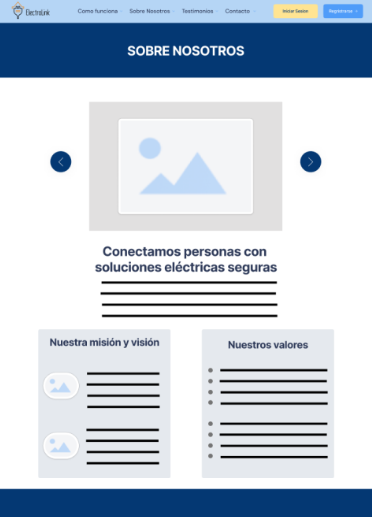 ElectroLink
Como funciona
Sobre Nosotros
Testimonios
Contacto
Iniciar Sesión
Registrarse
SOBRE NOSOTROS
Conectamos personas con
soluciones eléctricas seguras
Nuestra misión y visión
Nuestros valores